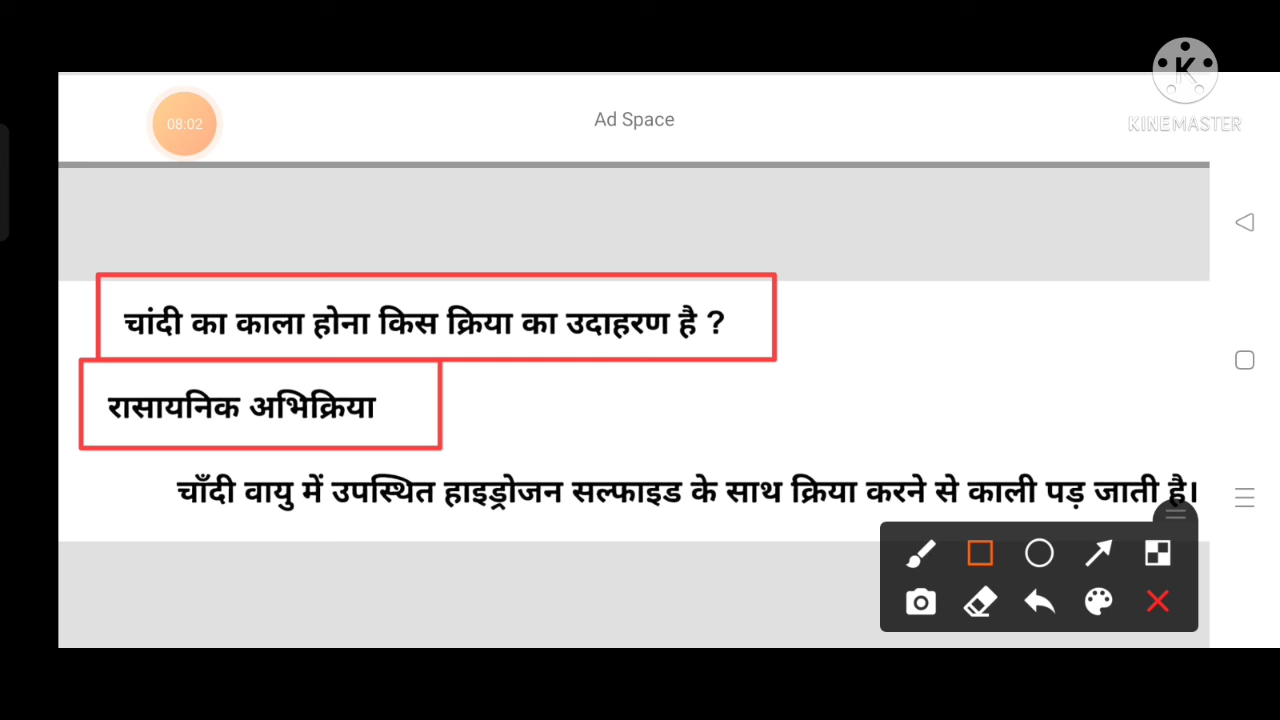 KINEMASTER
08:02
Ad Space
चांदी का काला होना किस क्रिया का उदाहरण है ?
रासायनिक अभिक्रिया
चाँदी वायु में उपस्थित हाइड्रोजन सल्फाइड के साथ क्रिया करने से काली पड़ जाती है।